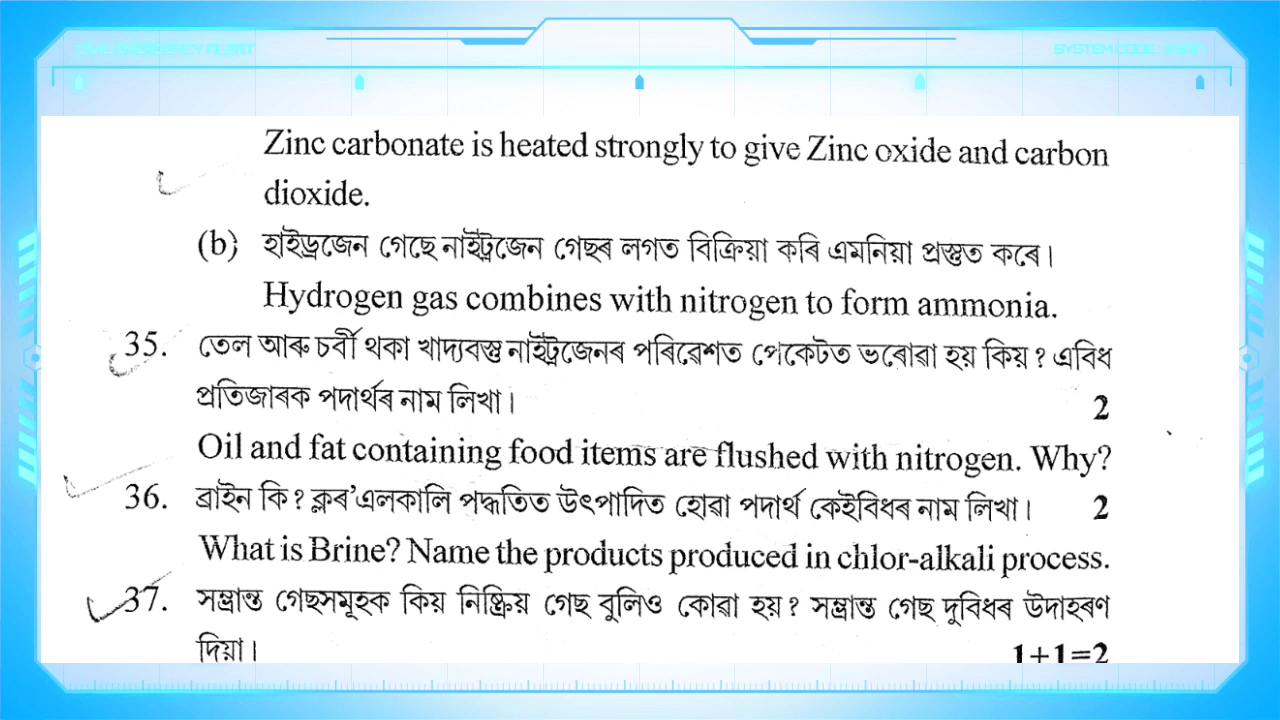 Zinc carbonate is heated strongly to give Zinc oxide and carbon
dioxide.
(b) হাইড্ৰজেন গেছে নাইট্ৰজেন গেছৰ লগত বিক্ৰিয়া কৰি এমনিয়া প্ৰস্তুত কৰে।
Hydrogen gas combines with nitrogen to form ammonia.
35. তেল আৰু চৰ্বী থকা খাদ্যবস্তু নাইট্ৰজেনৰ পৰিৱেশত পেকেটত ভৰোৱা হয় কিয় ? এবিধ
প্ৰতিজাৰক পদাৰ্থৰ নাম লিখা। 2
Oil and fat containing food items are flushed with nitrogen. Why?
36. ব্ৰাইন কি ? ক্লৰ'এলকালি পদ্ধতিত উৎপাদিত হোৱা পদাৰ্থ কেইবিধৰ নাম লিখা। 2
What is Brine? Name the products produced in chlor-alkali process.
37. সম্ভ্ৰান্ত গেছসমূহক কিয় নিষ্ক্ৰিয় গেছ বুলিও কোৱা হয় ? সম্ভ্ৰান্ত গেছ দুবিধৰ উদাহৰণ
দিয়া। 1+1=2